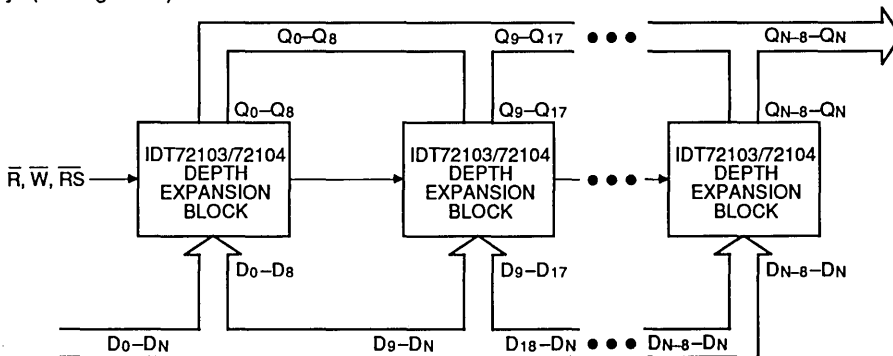 Q0–Q8 Q9–Q17 ••• QN–8–QN
Q0–Q8 Q9–Q17 QN–8–QN
R̅, W̅, R̅S̅
IDT72103/72104 DEPTH EXPANSION BLOCK
IDT72103/72104 DEPTH EXPANSION BLOCK
•••
IDT72103/72104 DEPTH EXPANSION BLOCK
D0–D8 D9–D17 DN–8–DN
D0–DN D9–DN D18–DN ••• DN–8–DN